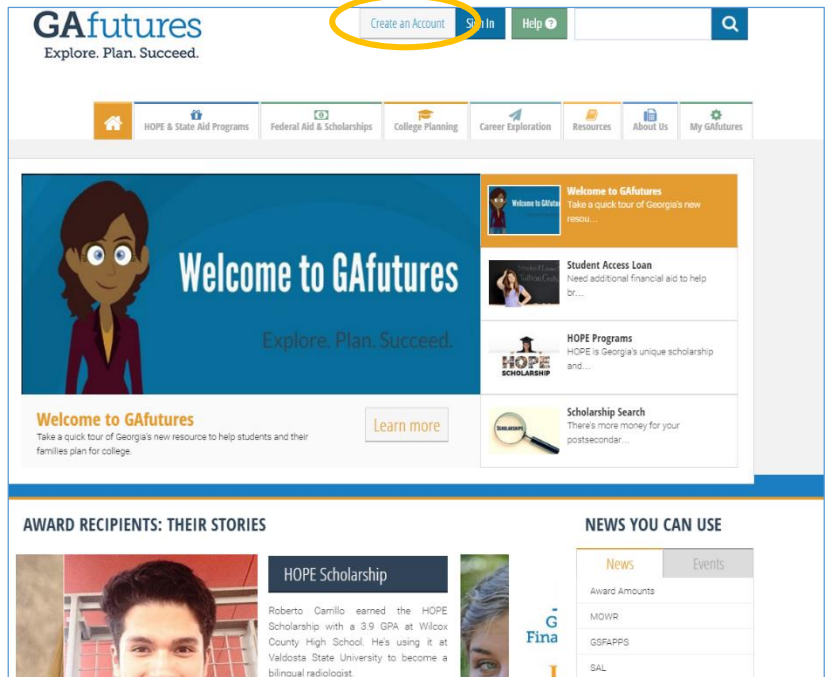 GAfutures
Explore. Plan. Succeed.
Create an Account
Sign In
Help
HOPE & State Aid Programs
Federal Aid & Scholarships
College Planning
Career Exploration
Resources
About Us
My GAfutures
Welcome to GAfutures
Explore. Plan. Succeed.
Welcome to GAfutures
Take a quick tour of Georgia's new resource to help students and their
families plan for college.
Learn more
Welcome to GAfutur
Welcome to GAfutures
Take a quick tour of Georgia's new
resou...
Student Access Loan
Need additional financial aid to help
br...
HOPE
SCHOLARSHIP
HOPE Programs
HOPE is Georgia's unique scholarship
and...
SCHOLARSHIPS
Scholarship Search
There's more money for your
postsecondar...
AWARD RECIPIENTS: THEIR STORIES
HOPE Scholarship
Roberto Carrillo earned the HOPE
Scholarship with a 3.9 GPA at Wilcox
County High School. He's using it at
Valdosta State University to become a
bilingual radiologist.
G
Fina
NEWS YOU CAN USE
News
Events
Award Amounts
MOWR
GSFAPPS
SAL